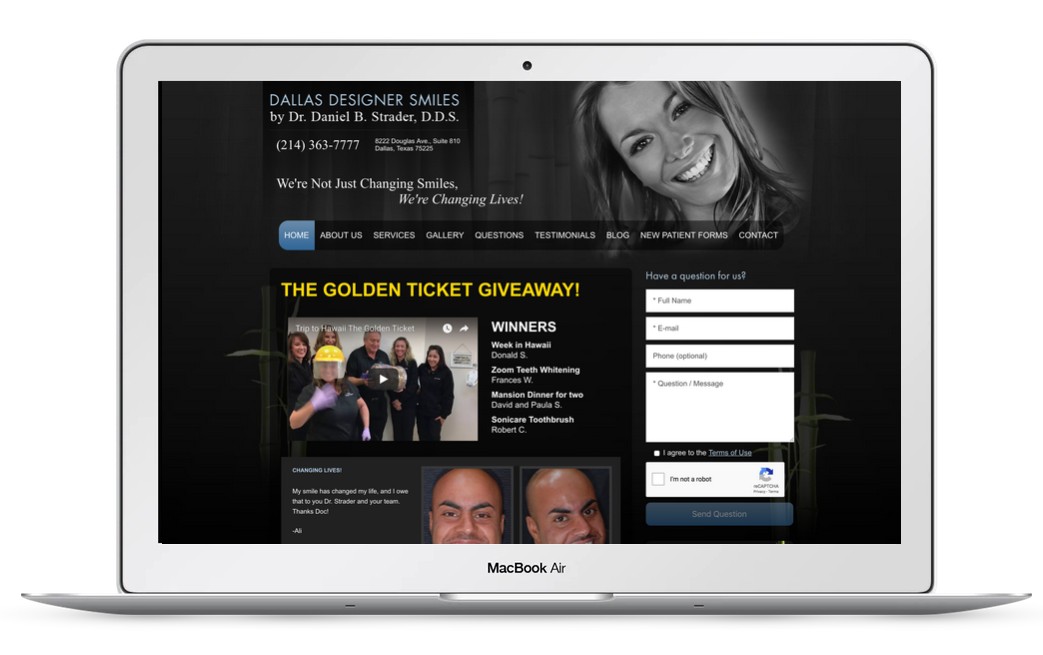 DALLAS DESIGNER SMILES
by Dr. Daniel B. Strader, D.D.S.
(214) 363-7777
8222 Douglas Ave., Suite 810
Dallas, Texas 75225
We're Not Just Changing Smiles,
We're Changing Lives!
HOME ABOUT US SERVICES GALLERY QUESTIONS TESTIMONIALS BLOG NEW PATIENT FORMS CONTACT
THE GOLDEN TICKET GIVEAWAY!
Trip to Hawaii The Golden Ticket
WINNERS
Week in Hawaii
Donald S.
Zoom Teeth Whitening
Frances W.
Mansion Dinner for two
David and Paula S.
Sonicare Toothbrush
Robert C.
CHANGING LIVES!
My smile has changed my life, and I owe
that to you Dr. Strader and your team.
Thanks Doc!
-Ali
Have a question for us?
* Full Name
* E-mail
Phone (optional)
* Question / Message
I agree to the Terms of Use
I'm not a robot
reCAPTCHA
Privacy - Terms
Send Question
MacBook Air